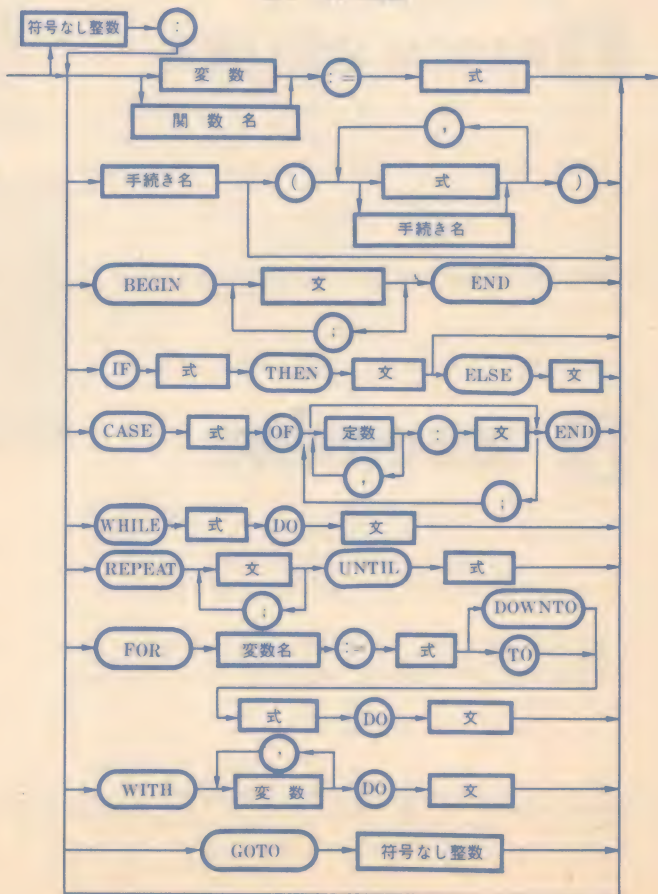 符号なし整数 :
変数 := 式
関数名
,
手続き名 ( 式 )
手続き名
BEGIN 文 END
;
IF 式 THEN 文 ELSE 文
CASE 式 OF 定数 : 文 END
, ;
WHILE 式 DO 文
REPEAT 文 UNTIL 式
;
DOWNTO
FOR 変数名 := 式 TO
式 DO 文
,
WITH 変数 DO 文
GOTO 符号なし整数